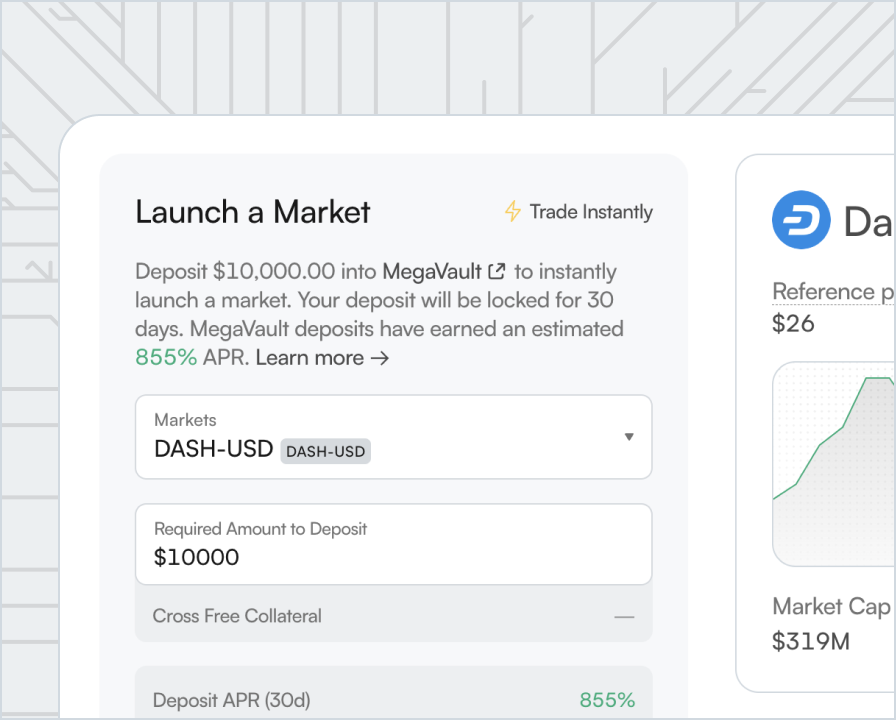 Launch a Market
Trade Instantly
Deposit $10,000.00 into MegaVault to instantly
launch a market. Your deposit will be locked for 30
days. MegaVault deposits have earned an estimated
855% APR. Learn more →
Markets
DASH-USD DASH-USD
Required Amount to Deposit
$10000
Cross Free Collateral
—
Deposit APR (30d)
855%
Da
Reference p
$26
Market Cap
$319M